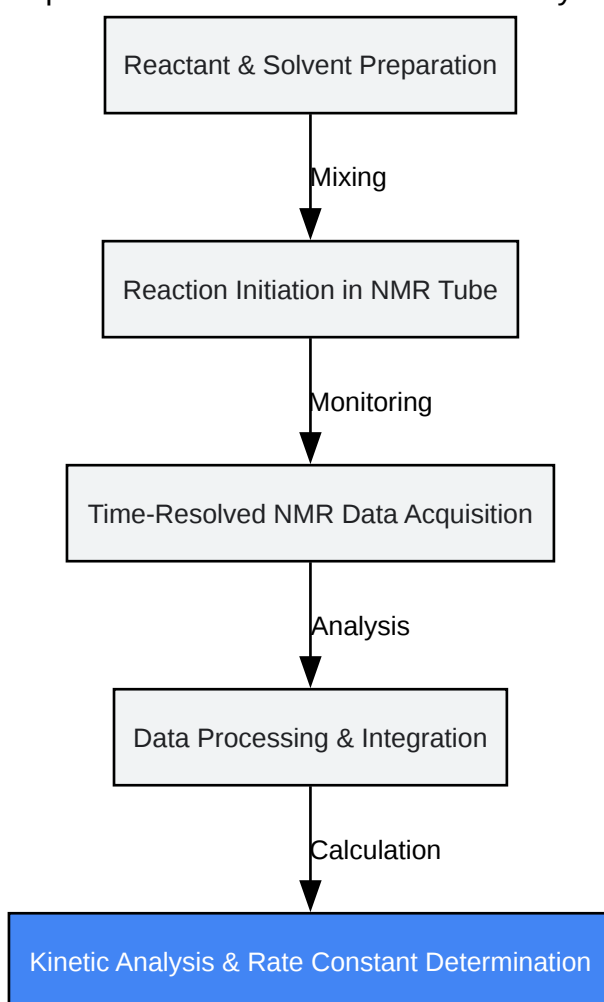 Reactant & Solvent Preparation
Mixing
Reaction Initiation in NMR Tube
Monitoring
Time-Resolved NMR Data Acquisition
Analysis
Data Processing & Integration
Calculation
Kinetic Analysis & Rate Constant Determination